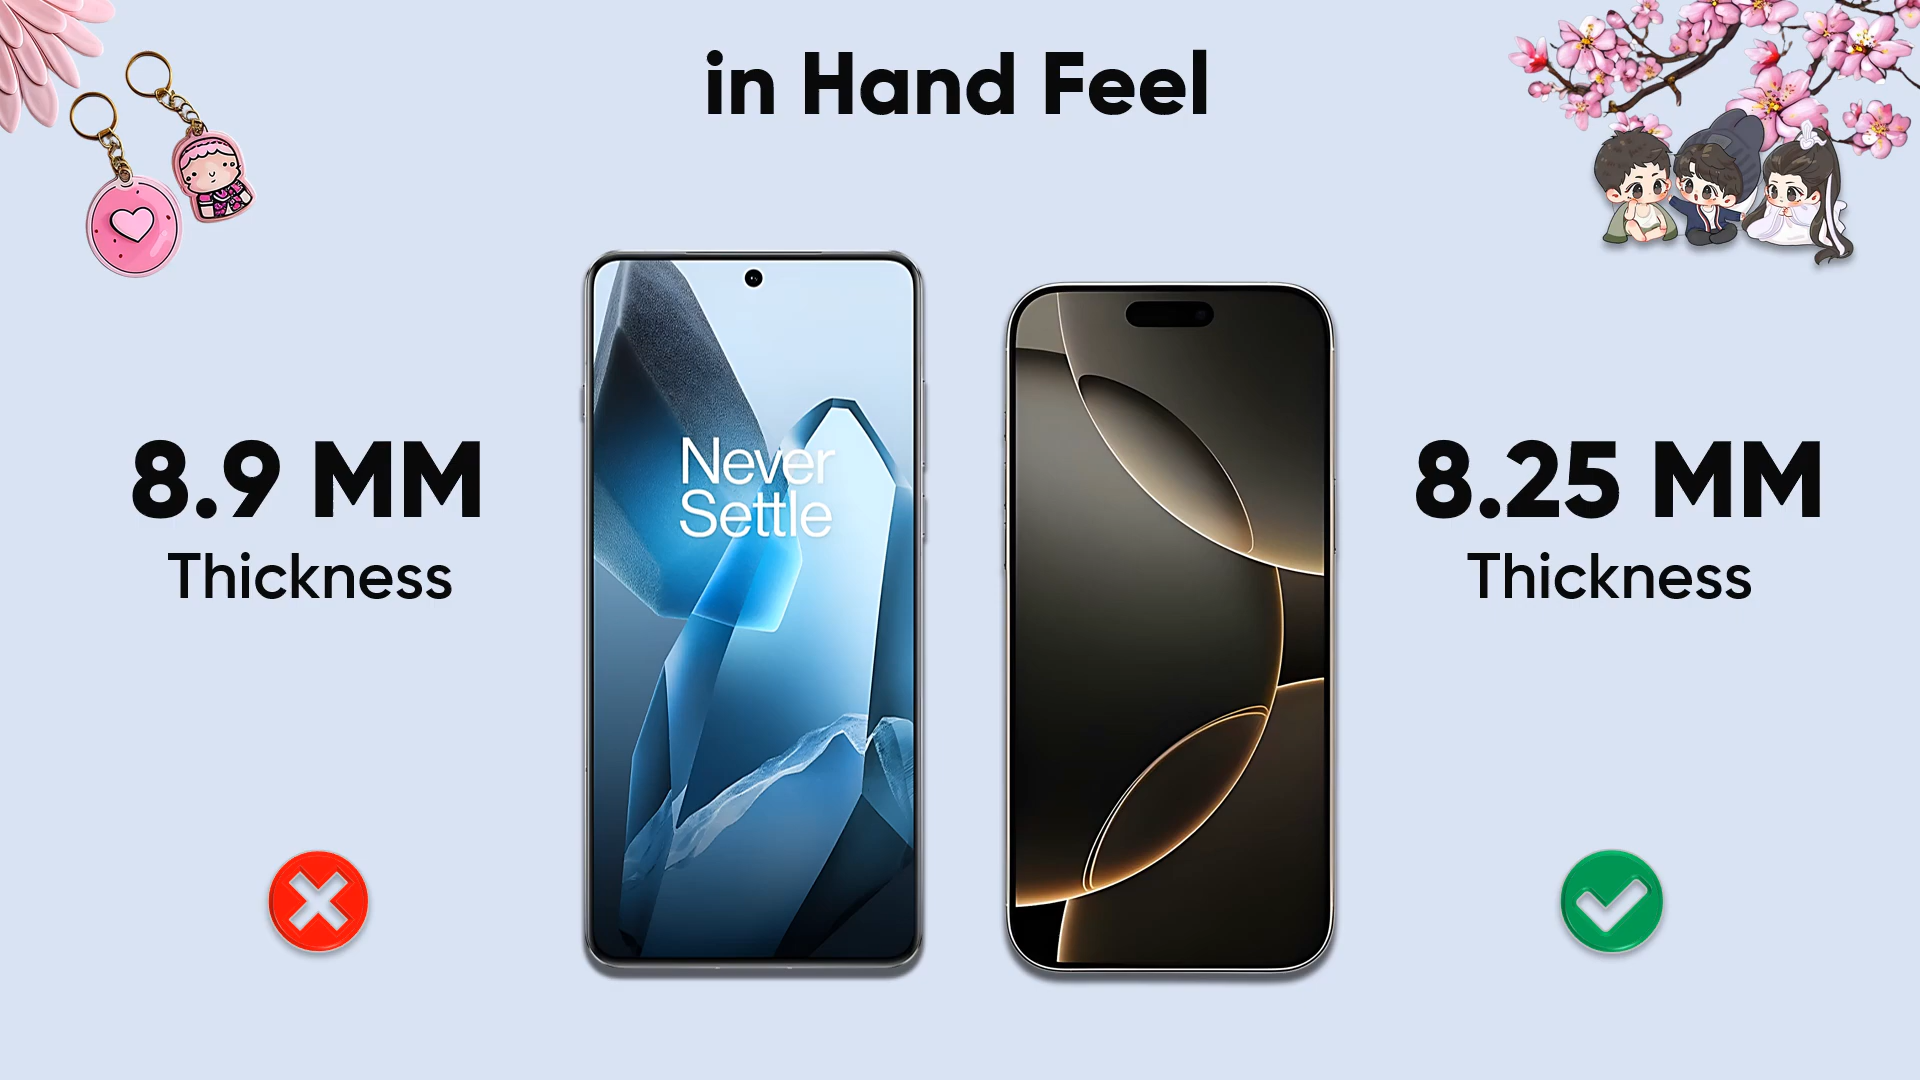 in Hand Feel
8.9 MM
Thickness
Never
Settle
8.25 MM
Thickness